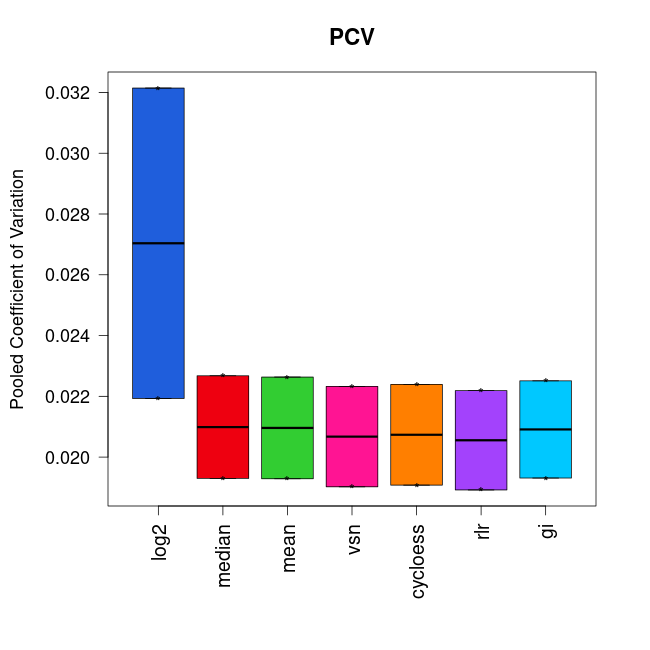 PCV
Pooled Coefficient of Variation
0.032
0.030
0.028
0.026
0.024
0.022
0.020
log2
median
mean
vsn
cycloess
rlr
gi